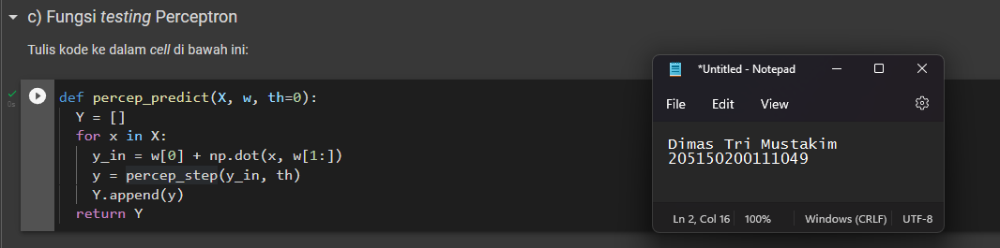 c) Fungsi testing Perceptron
Tulis kode ke dalam cell di bawah ini:
0s
def percep_predict(X, w, th=0):
  Y = []
  for x in X:
    y_in = w[0] + np.dot(x, w[1:])
    y = percep_step(y_in, th)
    Y.append(y)
  return Y
*Untitled - Notepad
File Edit View
Dimas Tri Mustakim
205150200111049
Ln 2, Col 16 100% Windows (CRLF) UTF-8